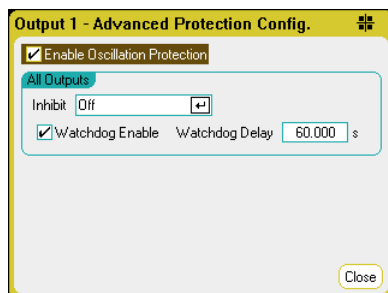 Output 1 - Advanced Protection Config.
Enable Oscillation Protection
All Outputs
Inhibit Off
Watchdog Enable Watchdog Delay 60.000 s
Close